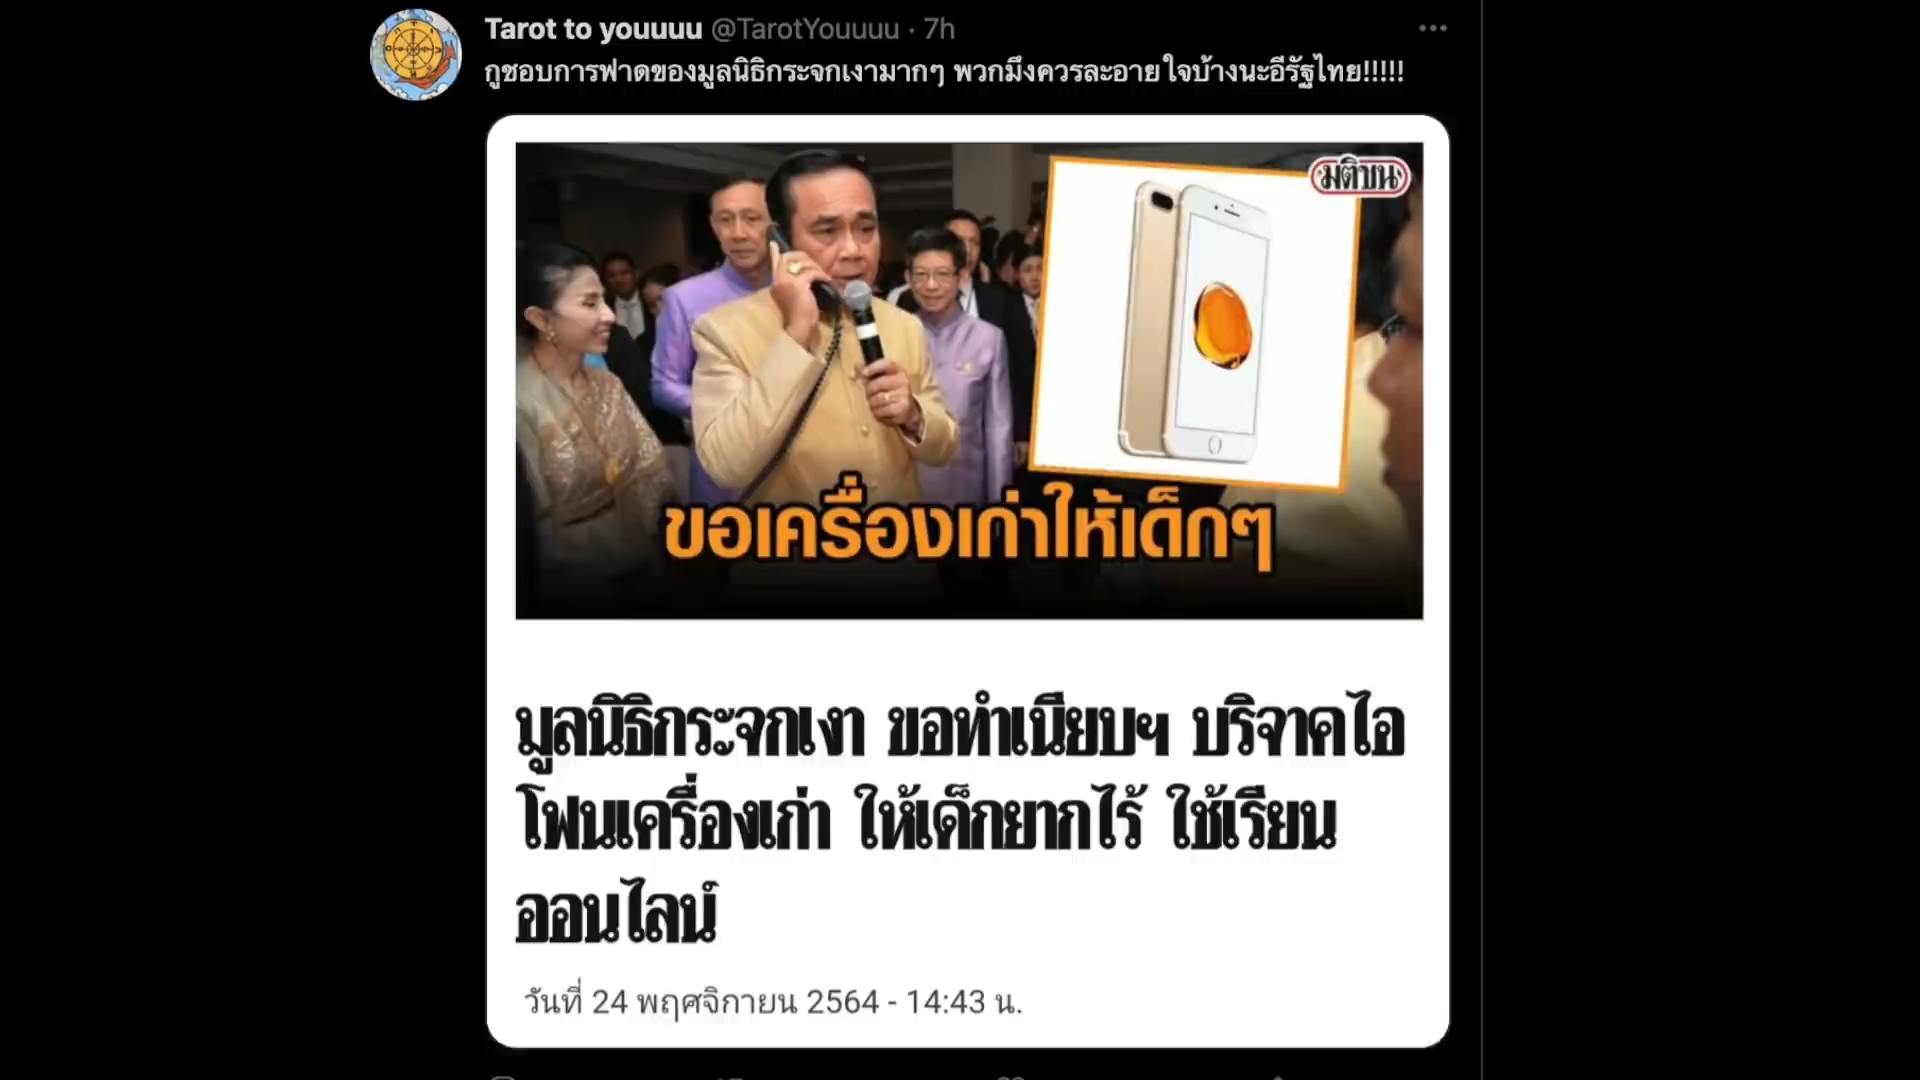 Tarot to youuuu @TarotYouuuu · 7h
กูชอบการฟาดของมูลนิธิกระจกเงามากๆ พวกมึงควรละอายใจบ้างนะอีรัฐไทย!!!!!
มติชน
ขอเครื่องเก่าให้เด็กๆ
มูลนิธิกระจกเงา ขอทำเนียบฯ บริจาคไอ
โฟนเครื่องเก่า ให้เด็กยากไร้ ใช้เรียน
ออนไลน์
วันที่ 24 พฤศจิกายน 2564 - 14:43 น.